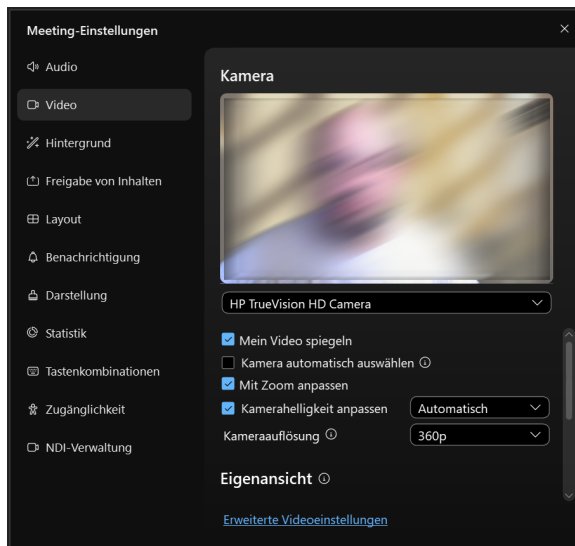 Meeting-Einstellungen
Audio
Video
Hintergrund
Freigabe von Inhalten
Layout
Benachrichtigung
Darstellung
Statistik
Tastenkombinationen
Zugänglichkeit
NDI-Verwaltung
Kamera
HP TrueVision HD Camera
Mein Video spiegeln
Kamera automatisch auswählen
Mit Zoom anpassen
Kamerahelligkeit anpassen Automatisch
Kameraauflösung 360p
Eigenansicht
Erweiterte Videoeinstellungen